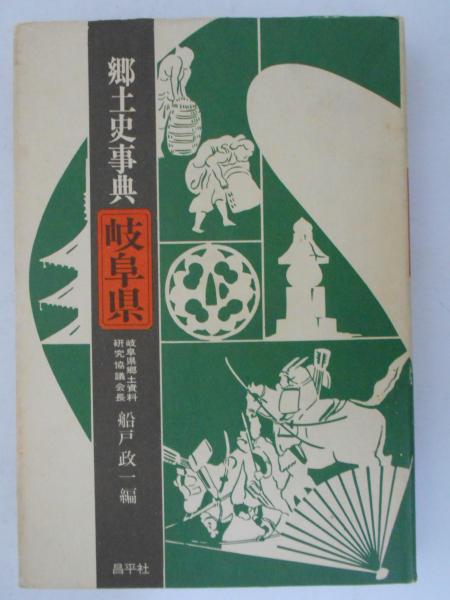 郷土史事典
岐阜県
岐阜県郷土資料
研究協議会長
船戸政一編
昌平社